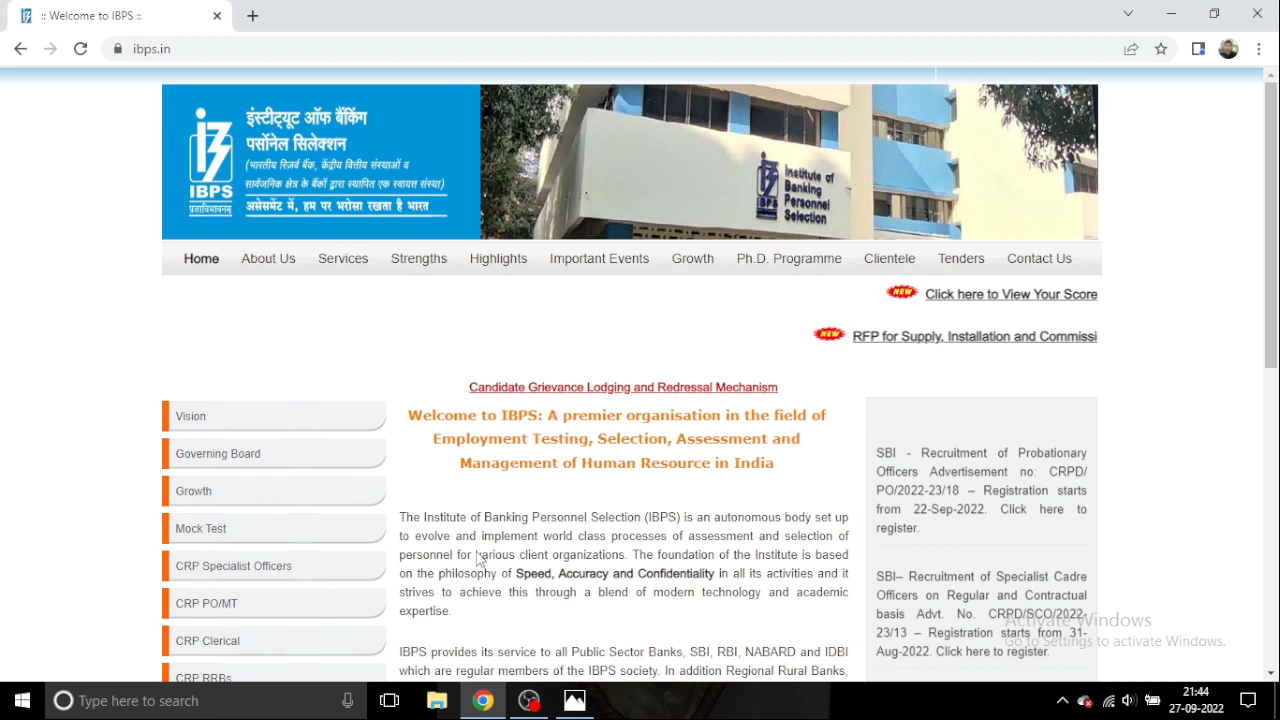 :: Welcome to IBPS ::
ibps.in
इंस्टीट्यूट ऑफ बैंकिंग
पर्सोनेल सिलेक्शन
(भारतीय रिज़र्व बैंक, केंद्रीय वित्तीय संस्थाओं व
सार्वजनिक क्षेत्र के बैंकों द्वारा स्थापित एक स्वायत्त संस्था)
असेसमेंट में, हम पर भरोसा रखता है भारत
IBPS
Institute of
Banking
Personnel
Selection
IBPS
Home About Us Services Strengths Highlights Important Events Growth Ph.D. Programme Clientele Tenders Contact Us
NEW Click here to View Your Score
NEW RFP for Supply, Installation and Commissi
Candidate Grievance Lodging and Redressal Mechanism
Welcome to IBPS: A premier organisation in the field of
Employment Testing, Selection, Assessment and
Management of Human Resource in India
Vision
Governing Board
Growth
Mock Test
CRP Specialist Officers
CRP PO/MT
CRP Clerical
CRP RRBs
The Institute of Banking Personnel Selection (IBPS) is an autonomous body set up
to evolve and implement world class processes of assessment and selection of
personnel for various client organizations. The foundation of the Institute is based
on the philosophy of Speed, Accuracy and Confidentiality in all its activities and it
strives to achieve this through a blend of modern technology and academic
expertise.
IBPS provides its service to all Public Sector Banks, SBI, RBI, NABARD and IDBI
which are regular members of the IBPS society. In addition Regional Rural Banks,
SBI - Recruitment of Probationary
Officers Advertisement no: CRPD/
PO/2022-23/18 – Registration starts
from 22-Sep-2022. Click here to
register.
SBI– Recruitment of Specialist Cadre
Officers on Regular and Contractual
basis Advt. No. CRPD/SCO/2022-
23/13 – Registration starts from 31-
Aug-2022. Click here to register.
Activate Windows
Go to Settings to activate Windows.
Type here to search
21:44
27-09-2022